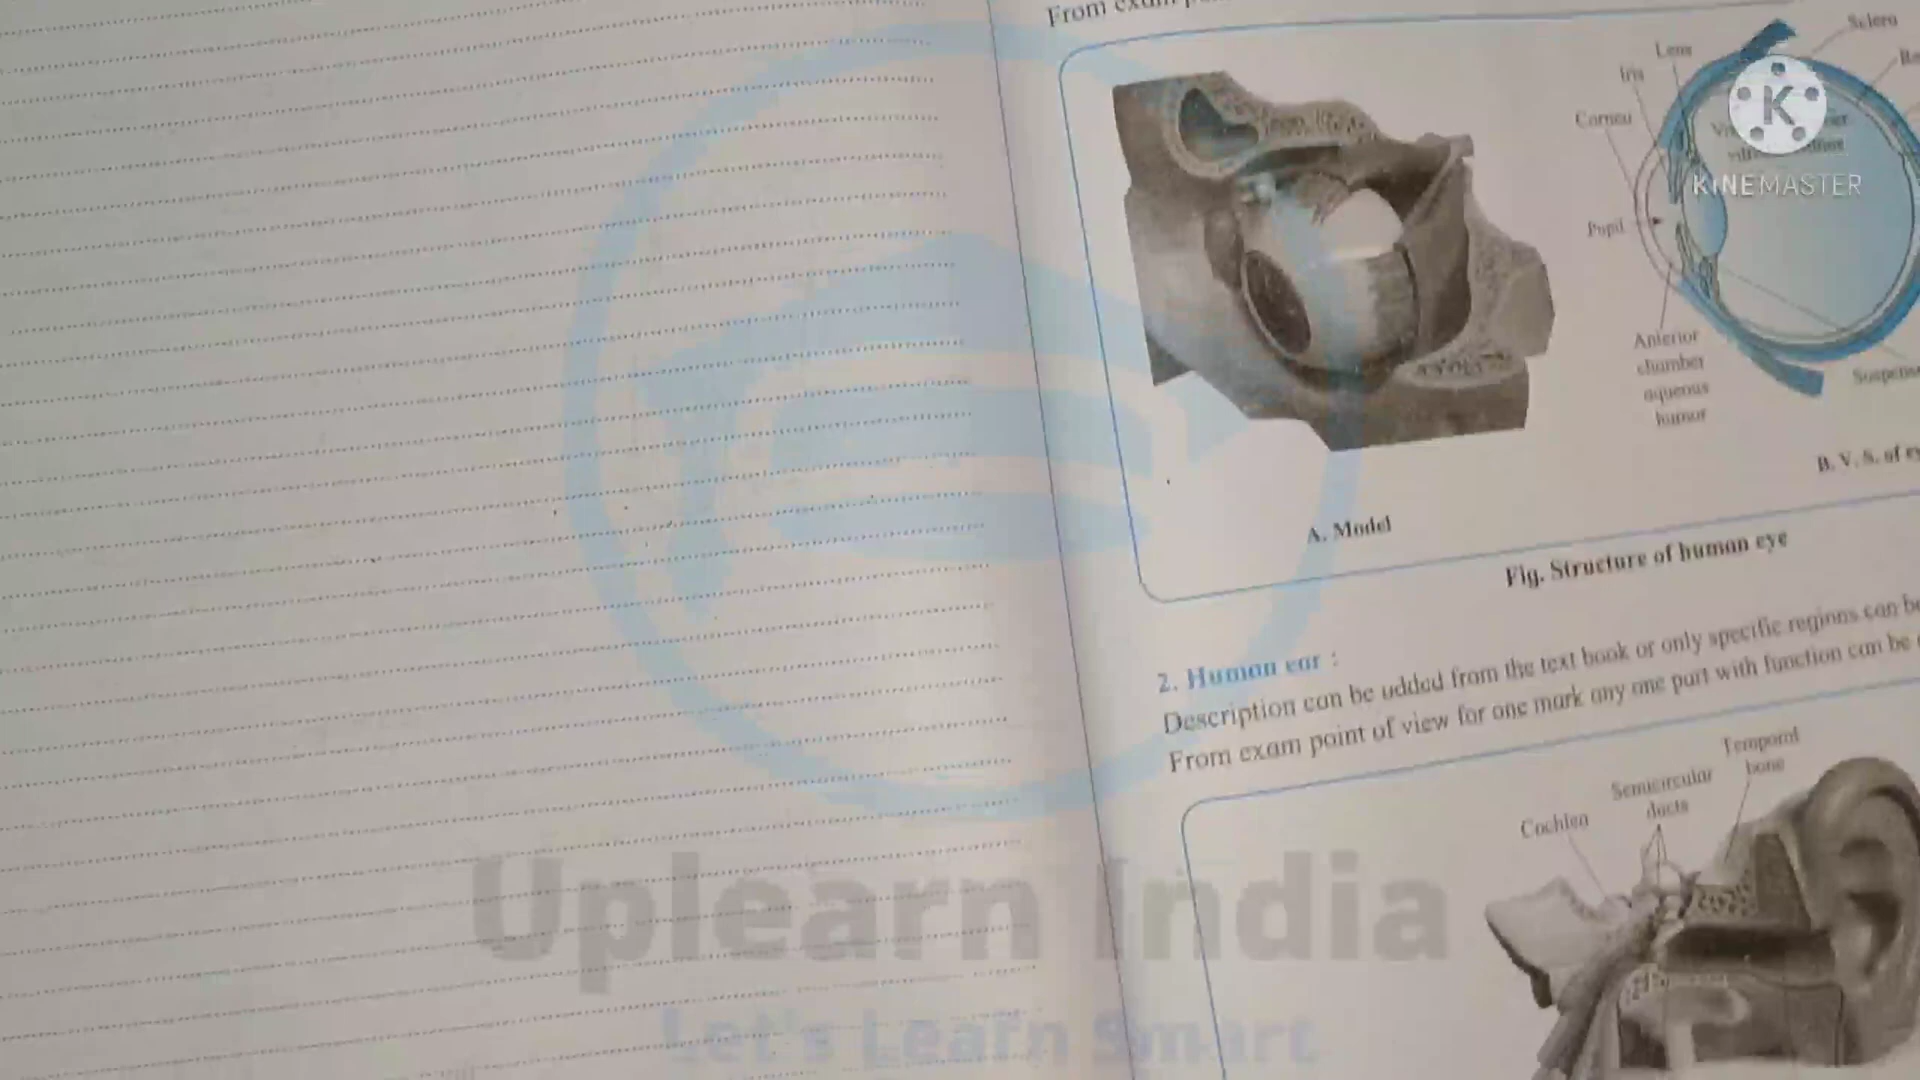 From exam
Sclera
Lens
Iris
Cornea
Pupil
Anterior
chamber
aqueous
humor
B. V. S. of
A. Model
Fig. Structure of human eye
2. Human ear :
Description can be added from the text book or only specific regions can be
From exam point of view for one mark any one part with function can be
Temporal
bone
Semicircular
ducts
Cochlea
K
KINEMASTER
Uplearn India
Let's Learn Smart